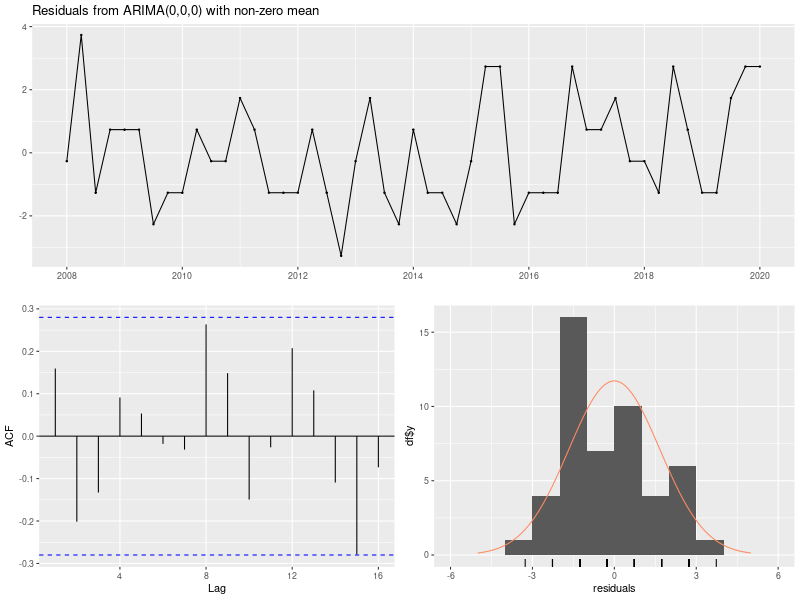 Residuals from ARIMA(0,0,0) with non-zero mean
4
2
0
-2
2008 2010 2012 2014 2016 2018 2020
0.3
0.2
0.1
0.0
-0.1
-0.2
-0.3
ACF
4 8 12 16
Lag
15
10
5
0
df$y
-6 -3 0 3 6
residuals